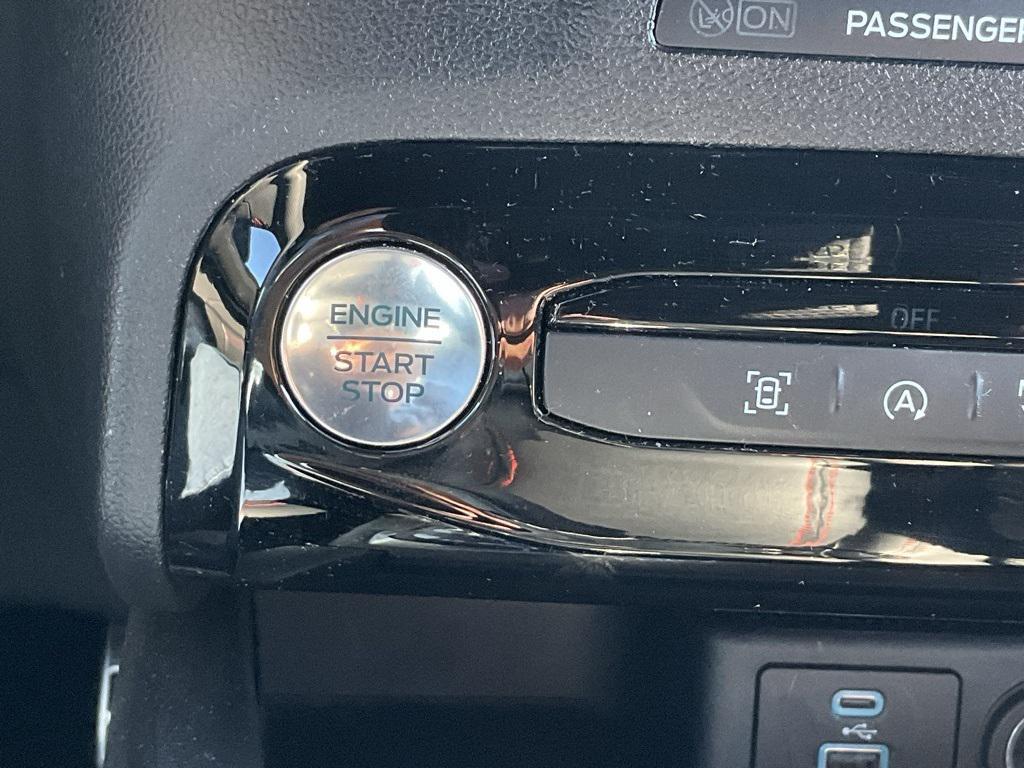 ON
PASSENGER
ENGINE
START
STOP
OFF
A